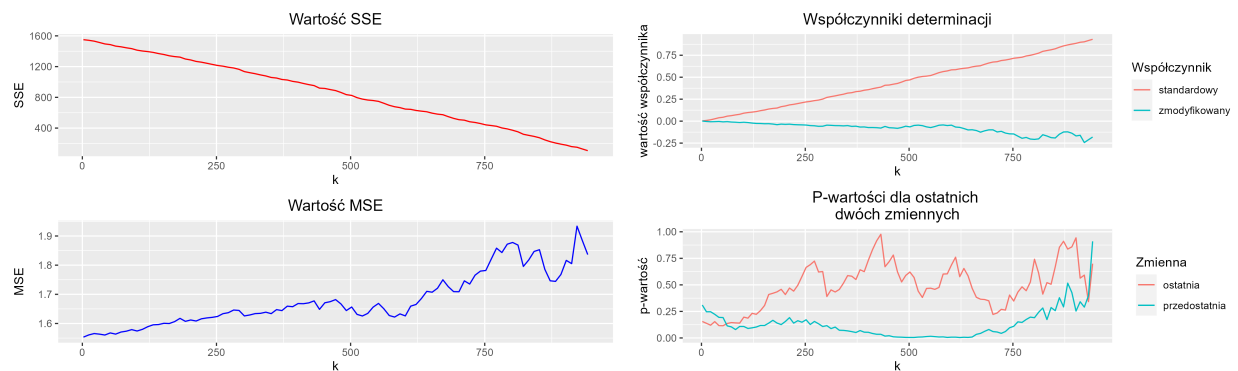 Wartość SSE
1600
1200
800
400
SSE
0
250
500
750
k
Współczynniki determinacji
0.75
0.50
0.25
0.00
-0.25
wartość współczynnika
0
250
500
750
k
Współczynnik
standardowy
zmodyfikowany
Wartość MSE
1.9
1.8
1.7
1.6
MSE
0
250
500
750
k
P-wartości dla ostatnich
dwóch zmiennych
1.00
0.75
0.50
0.25
0.00
p-wartość
0
250
500
750
k
Zmienna
ostatnia
przedostatnia